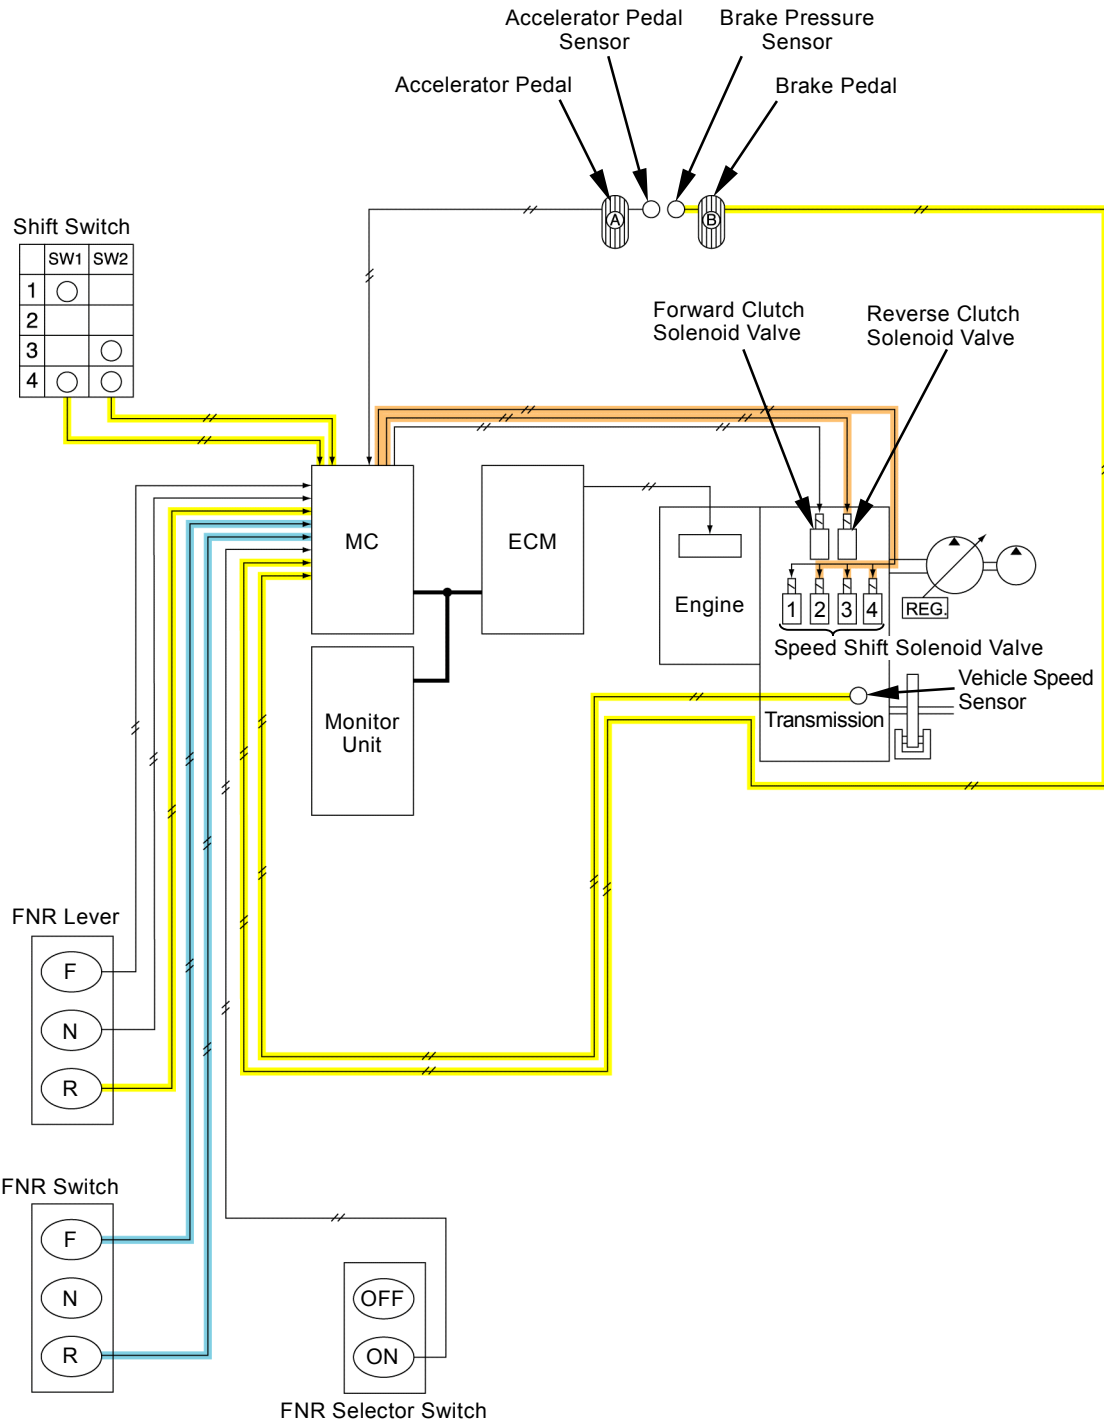 Accelerator Pedal
Sensor
Brake Pressure
Sensor
Accelerator Pedal
Brake Pedal
A
B
Shift Switch
SW1 SW2
1
2
3
4
Forward Clutch
Solenoid Valve
Reverse Clutch
Solenoid Valve
MC
ECM
Engine
1 2 3 4
REG.
Speed Shift Solenoid Valve
Vehicle Speed
Sensor
Transmission
Monitor
Unit
FNR Lever
F
N
R
FNR Switch
F
N
R
OFF
ON
FNR Selector Switch